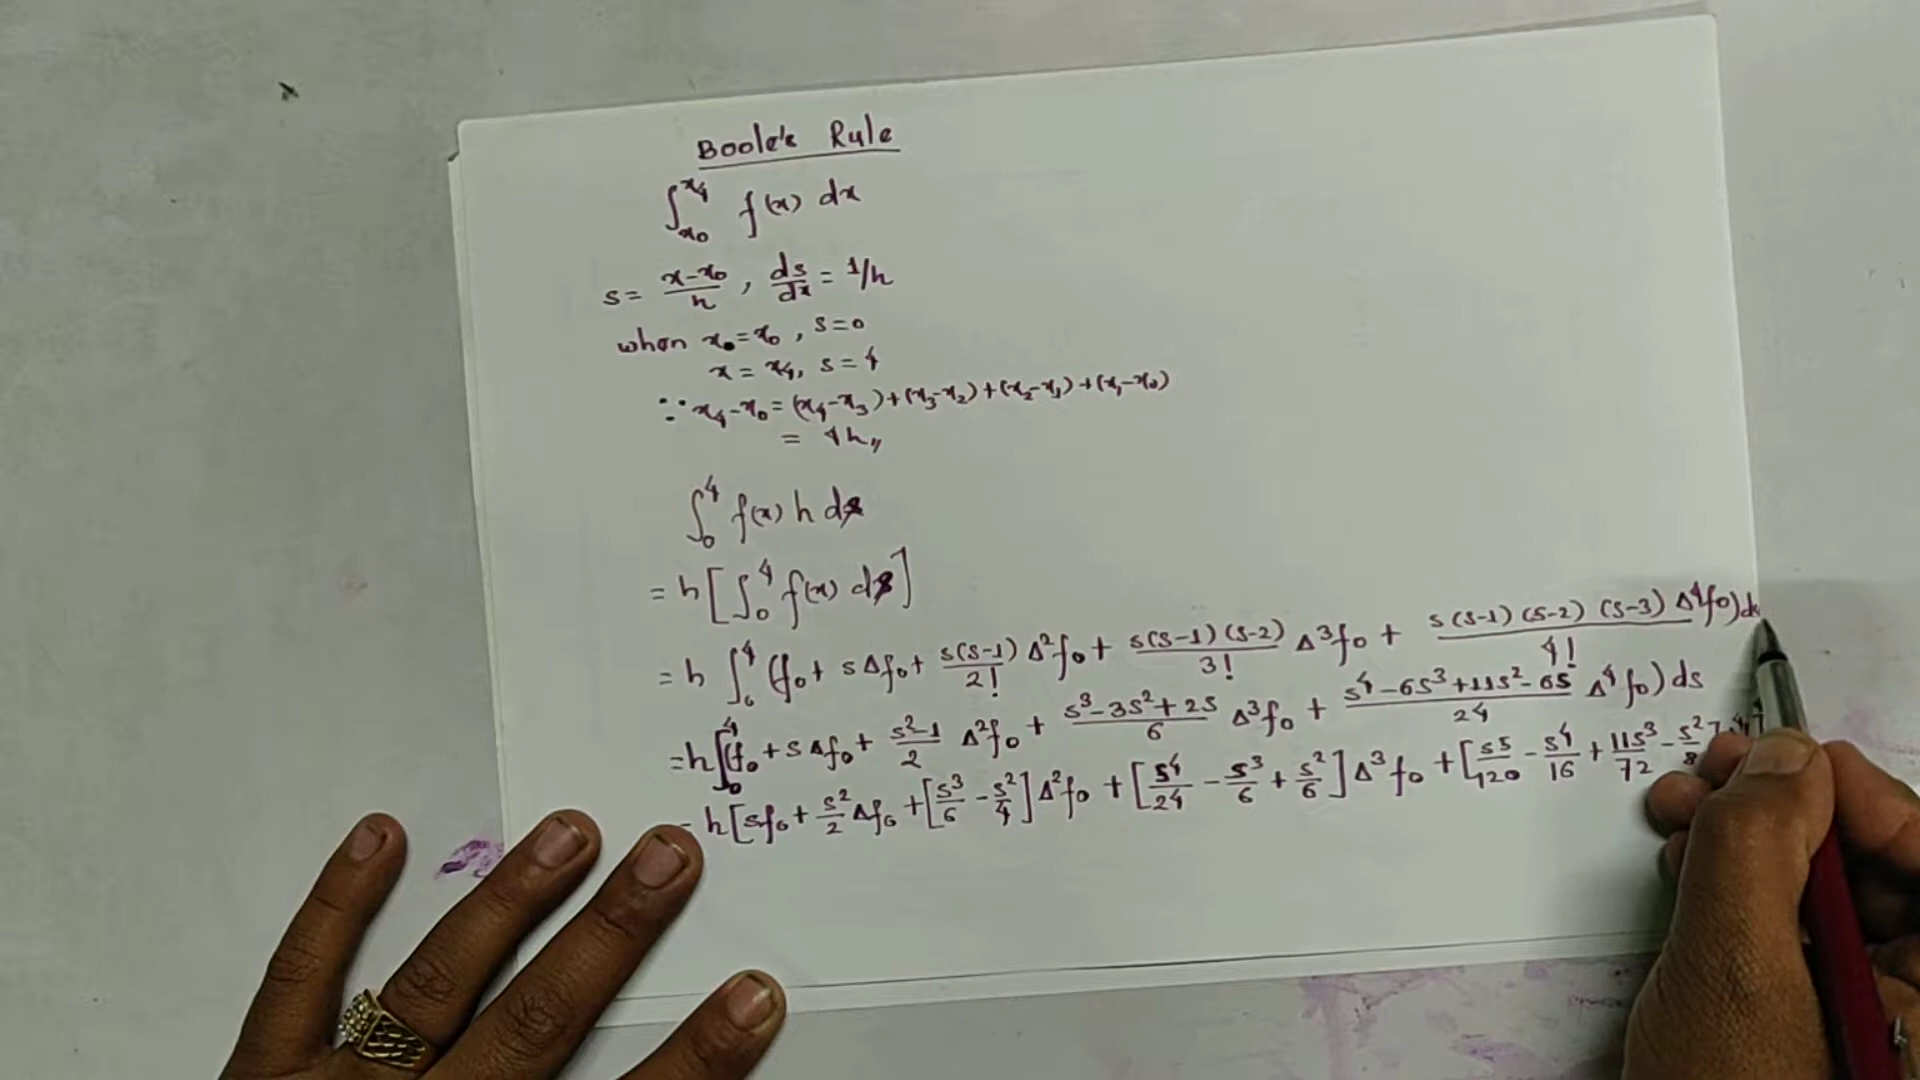 Boole's Rule
∫_{x0}^{x4} f(x) dx
s = (x-x0)/h , ds/dx = 1/h
when x = x0 , s=0
x = x4, s = 4
∵ x4-x0 = (x4-x3)+(x3-x2)+(x2-x1)+(x1-x0)
= 4h,,
∫_0^4 f(x) h ds
= h[∫_0^4 f(x) ds]
= h ∫_0^4 (f0 + sΔf0 + s(s-1)/2! Δ²f0 + s(s-1)(s-2)/3! Δ³f0 + s(s-1)(s-2)(s-3)/4! Δ⁴f0) ds
= h∫_0^4 (f0 + sΔf0 + s²-1/2 Δ²f0 + s³-3s²+2s/6 Δ³f0 + s⁴-6s³+11s²-6s/24 Δ⁴f0) ds
= h[sf0 + s²/2 Δf0 + [s³/6 - s²/4] Δ²f0 + [s⁴/24 - s³/6 + s²/6] Δ³f0 + [s5/120 - s⁴/16 + 11s³/72 - s²/8]